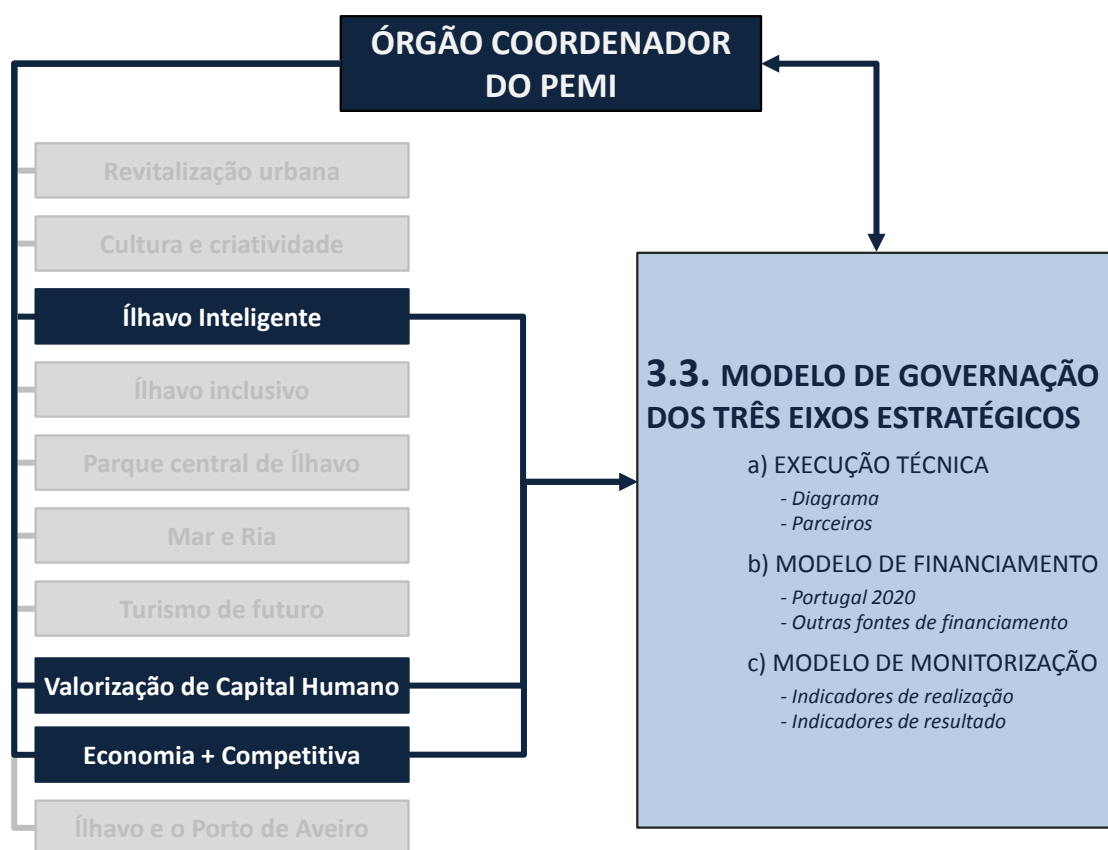 ÓRGÃO COORDENADOR
DO PEMI
Revitalização urbana
Cultura e criatividade
Ílhavo Inteligente
Ílhavo inclusivo
Parque central de Ílhavo
Mar e Ria
Turismo de futuro
Valorização de Capital Humano
Economia + Competitiva
Ílhavo e o Porto de Aveiro
3.3. MODELO DE GOVERNAÇÃO
DOS TRÊS EIXOS ESTRATÉGICOS
a) EXECUÇÃO TÉCNICA
- Diagrama
- Parceiros
b) MODELO DE FINANCIAMENTO
- Portugal 2020
- Outras fontes de financiamento
c) MODELO DE MONITORIZAÇÃO
- Indicadores de realização
- Indicadores de resultado